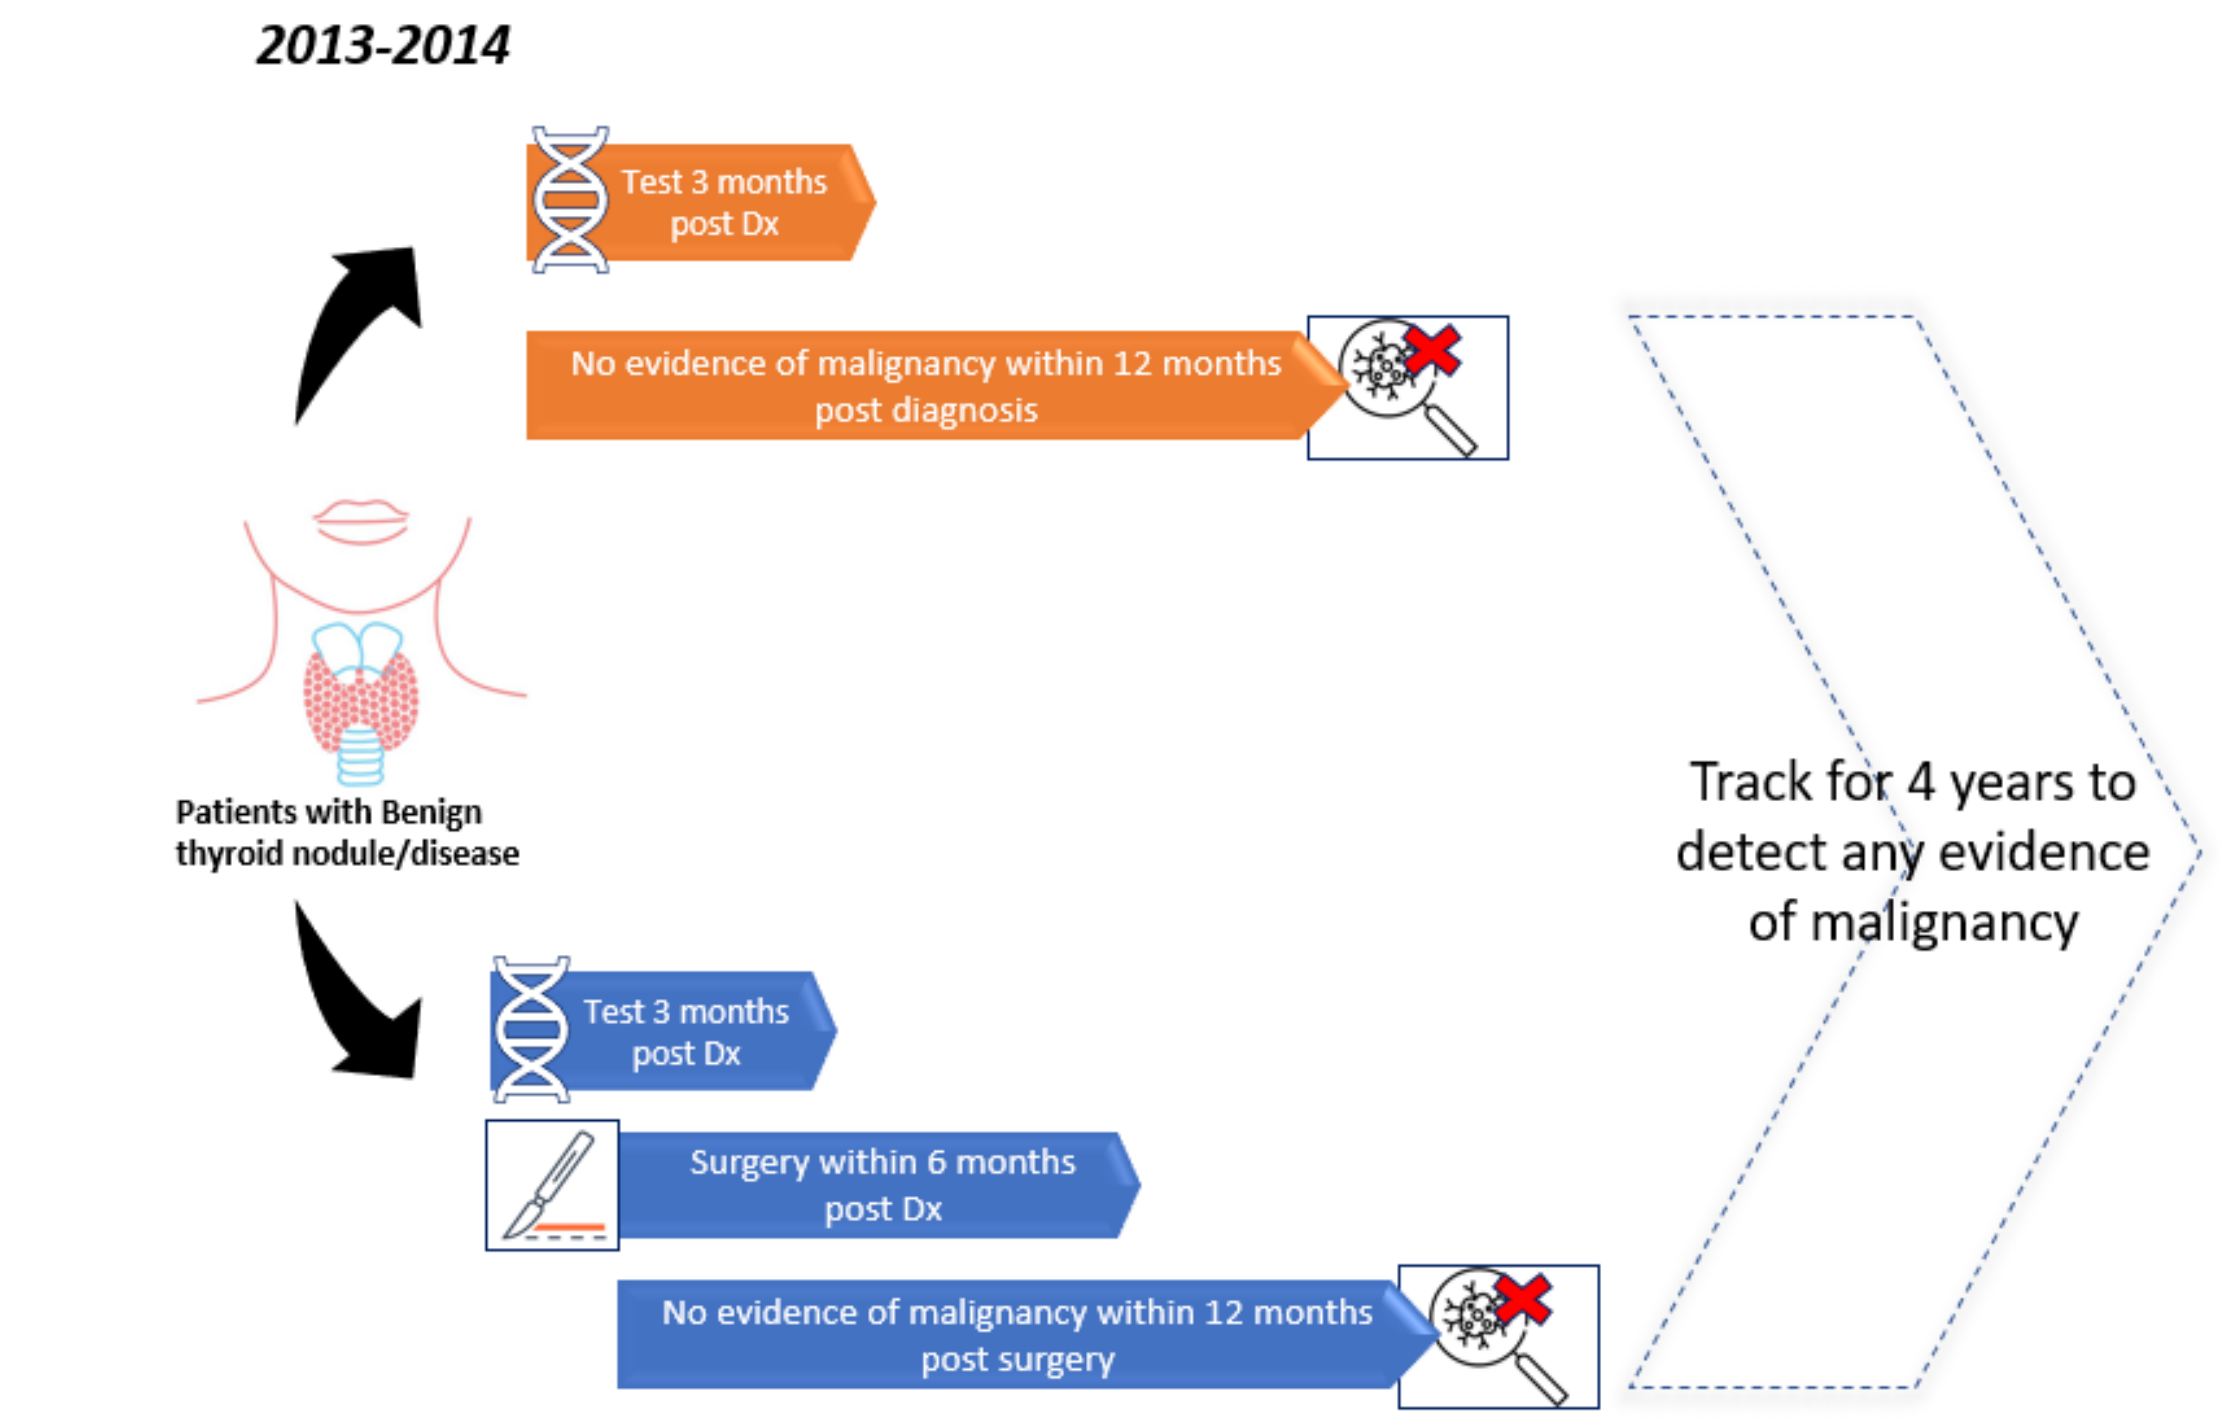 2013-2014
Test 3 months
post Dx
No evidence of malignancy within 12 months
post diagnosis
Patients with Benign
thyroid nodule/disease
Track for 4 years to
detect any evidence
of malignancy
Test 3 months
post Dx
Surgery within 6 months
post Dx
No evidence of malignancy within 12 months
post surgery